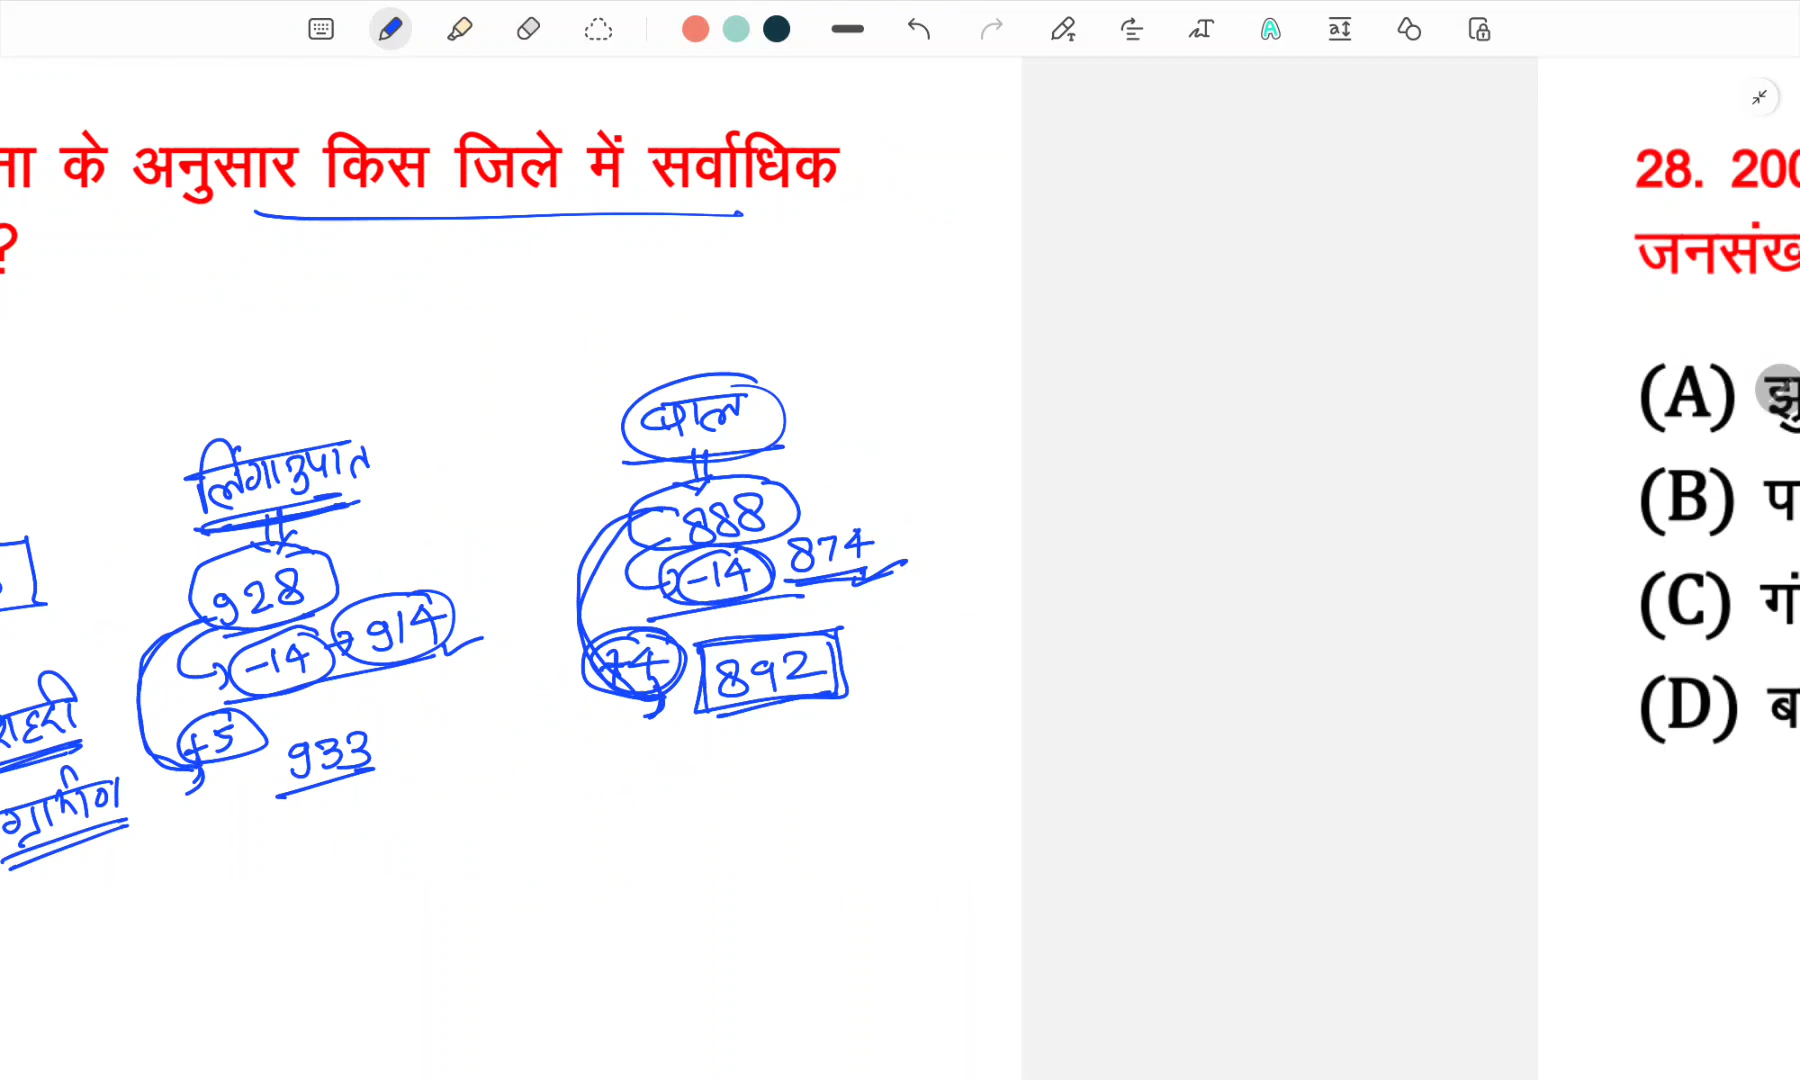 ना के अनुसार किस जिले में सर्वाधिक
?
लिंगानुपात
928
-14 → 914
+5 933
शहरी
ग्रामीण
बाल
888
-14 874
+4 892
28. 200
जनसंख
(A) झु
(B) प
(C) गं
(D) ब